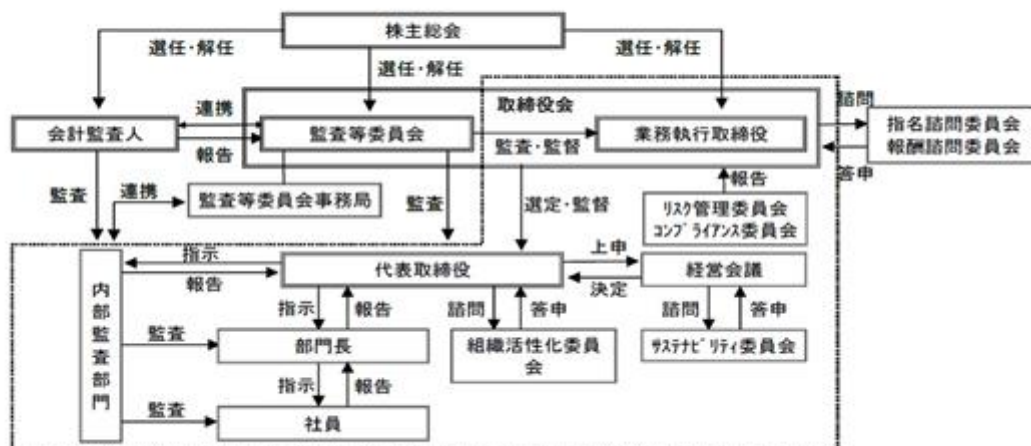 株主総会
選任・解任
選任・解任
選任・解任
取締役会
諮問
連携
会計監査人
監査等委員会
業務執行取締役
指名諮問委員会
報酬諮問委員会
報告
監査・監督
答申
監査
連携
監査等委員会事務局
監査
選定・監督
報告
リスク管理委員会
コンプライアンス委員会
指示
代表取締役
上申
経営会議
報告
決定
内部監査部門
指示
報告
諮問
答申
諮問
答申
監査
部門長
組織活性化委員
会
サステナビリティ委員会
指示
報告
監査
社員